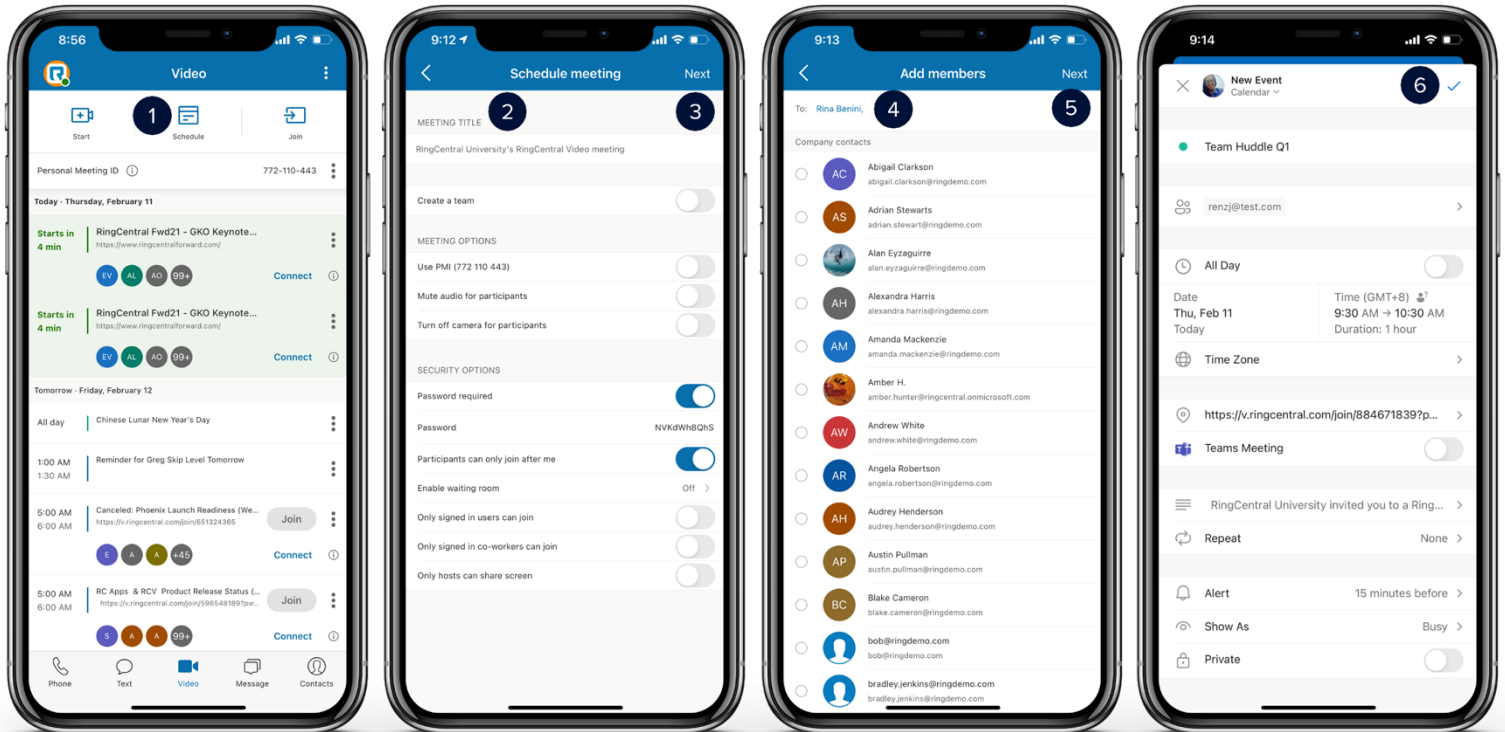 8:56
Video
1
Start
Schedule
Join
Personal Meeting ID
772-110-443
Today · Thursday, February 11
Starts in
4 min
RingCentral Fwd21 - GKO Keynote...
https://www.ringcentralforward.com/
EV AL AO 99+
Connect
Starts in
4 min
RingCentral Fwd21 - GKO Keynote...
https://www.ringcentralforward.com/
EV AL AO 99+
Connect
Tomorrow · Friday, February 12
All day
Chinese Lunar New Year's Day
1:00 AM
1:30 AM
Reminder for Greg Skip Level Tomorrow
5:00 AM
6:00 AM
Canceled: Phoenix Launch Readiness (We...
https://v.ringcentral.com/join/651324365
Join
E A A +45
Connect
5:00 AM
6:00 AM
RC Apps & RCV Product Release Status (...
https://v.ringcentral.com/join/596548189?pw...
Join
S A A 99+
Connect
Phone
Text
Video
Message
Contacts
9:12
Schedule meeting
Next
2
3
MEETING TITLE
RingCentral University's RingCentral Video meeting
Create a team
MEETING OPTIONS
Use PMI (772 110 443)
Mute audio for participants
Turn off camera for participants
SECURITY OPTIONS
Password required
Password
NVKdWh8QhS
Participants can only join after me
Enable waiting room
Off
Only signed in users can join
Only signed in co-workers can join
Only hosts can share screen
9:13
Add members
Next
To: Rina Benini,
4
5
Company contacts
AC
Abigail Clarkson
abigail.clarkson@ringdemo.com
AS
Adrian Stewarts
adrian.stewart@ringdemo.com
Alan Eyzaguirre
alan.eyzaguirre@ringdemo.com
AH
Alexandra Harris
alexandra.harris@ringdemo.com
AM
Amanda Mackenzie
amanda.mackenzie@ringdemo.com
Amber H.
amber.hunter@ringcentral.onmicrosoft.com
AW
Andrew White
andrew.white@ringdemo.com
AR
Angela Robertson
angela.robertson@ringdemo.com
AH
Audrey Henderson
audrey.henderson@ringdemo.com
AP
Austin Pullman
austin.pullman@ringdemo.com
BC
Blake Cameron
blake.cameron@ringdemo.com
bob@ringdemo.com
bob@ringdemo.com
bradley.jenkins@ringdemo.com
bradley.jenkins@ringdemo.com
9:14
New Event
Calendar
6
Team Huddle Q1
renzj@test.com
All Day
Date
Thu, Feb 11
Today
Time (GMT+8)
9:30 AM → 10:30 AM
Duration: 1 hour
Time Zone
https://v.ringcentral.com/join/884671839?p...
Teams Meeting
RingCentral University invited you to a Ring...
Repeat
None
Alert
15 minutes before
Show As
Busy
Private